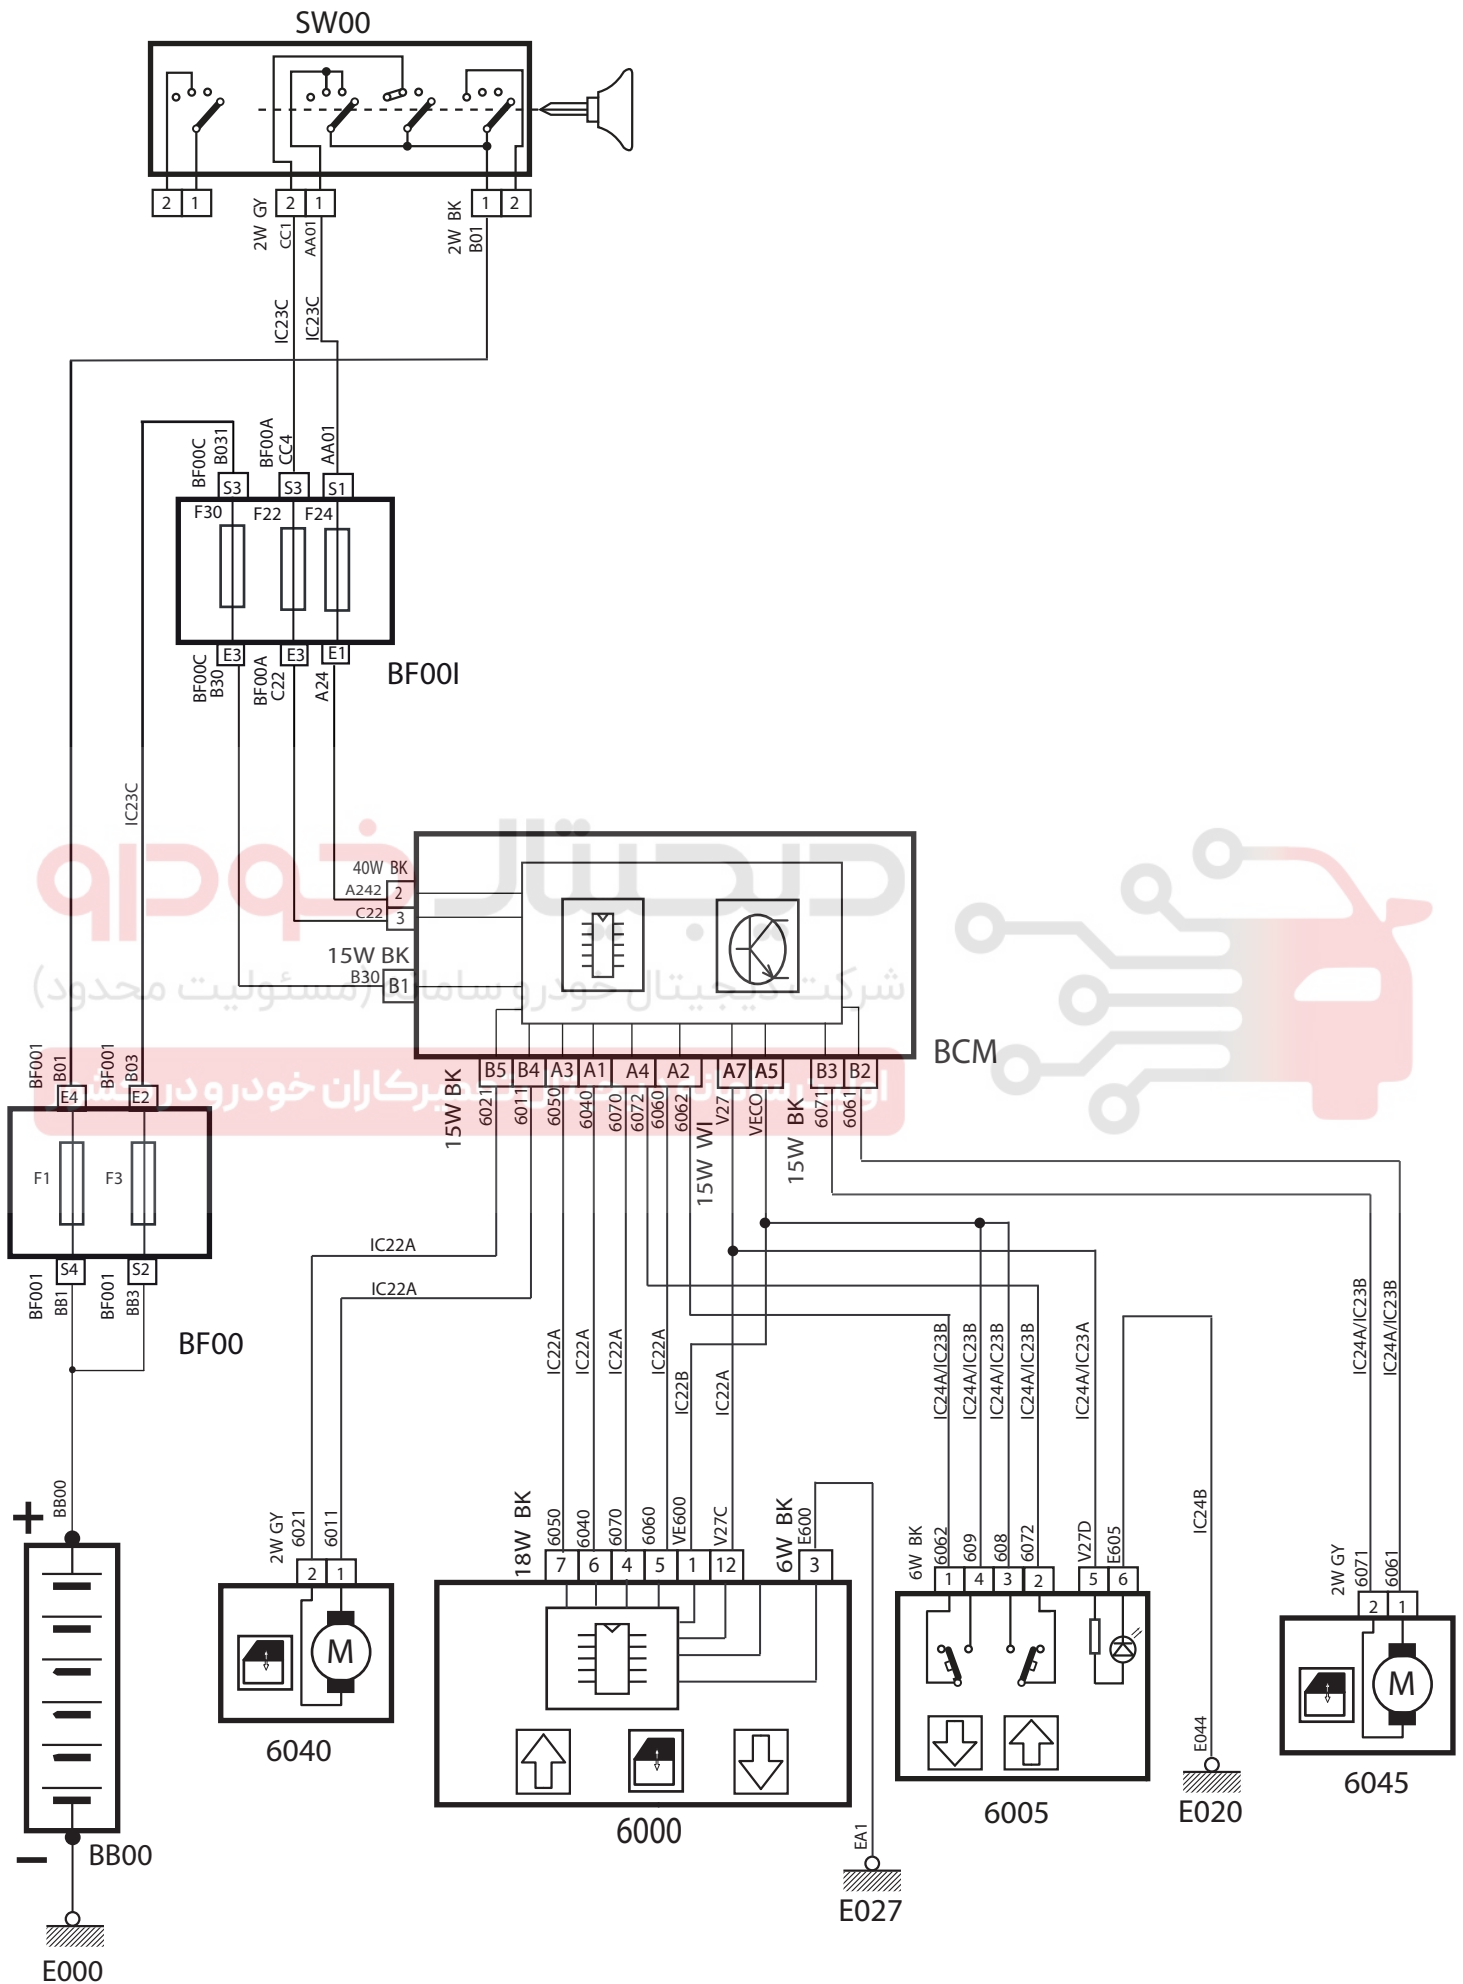 SW00
2 1
2W GY
2 1
CC1
AA01
2W BK
B01
1 2
IC23C
IC23C
BF00C
B031
BF00A
CC4
AA01
S3 S3 S1
F30 F22 F24
E3 E3 E1
BF00I
BF00C
B30
BF00A
C22
A24
IC23C
دیجیتال خودرو
شرکت دیجیتال خودرو سامانه (مسئولیت محدود)
40W BK
A242 2
C22 3
15W BK
B30 B1
BCM
B5 B4 A3 A1 A4 A2 A7 A5 B3 B2
15W BK
6021
6011
6050
6040
6070
6072
6060
6062
15W WI
V27
VECO
15W BK
6071
6061
BF001
B01
BF001
B03
E4 E2
F1 F3
S4 S2
BF001
BB1
BF001
BB3
BF00
IC22A
IC22A
IC22A
IC22A
IC22A
IC22A
IC22B
IC22A
IC24A/IC23B
IC24A/IC23B
IC24A/IC23B
IC24A/IC23B
IC24A/IC23A
IC24A/IC23B
IC24A/IC23B
IC24B
BB00
+
−
BB00
E000
2W GY
6021
6011
2 1
M
6040
18W BK
6050
6040
6070
6060
VE600
V27C
6W BK
E600
7 6 4 5 1 12 3
6000
EA1
E027
6W BK
6062
609
608
6072
V27D
E605
1 4 3 2 5 6
6005
E044
E020
2W GY
6071
6061
2 1
M
6045